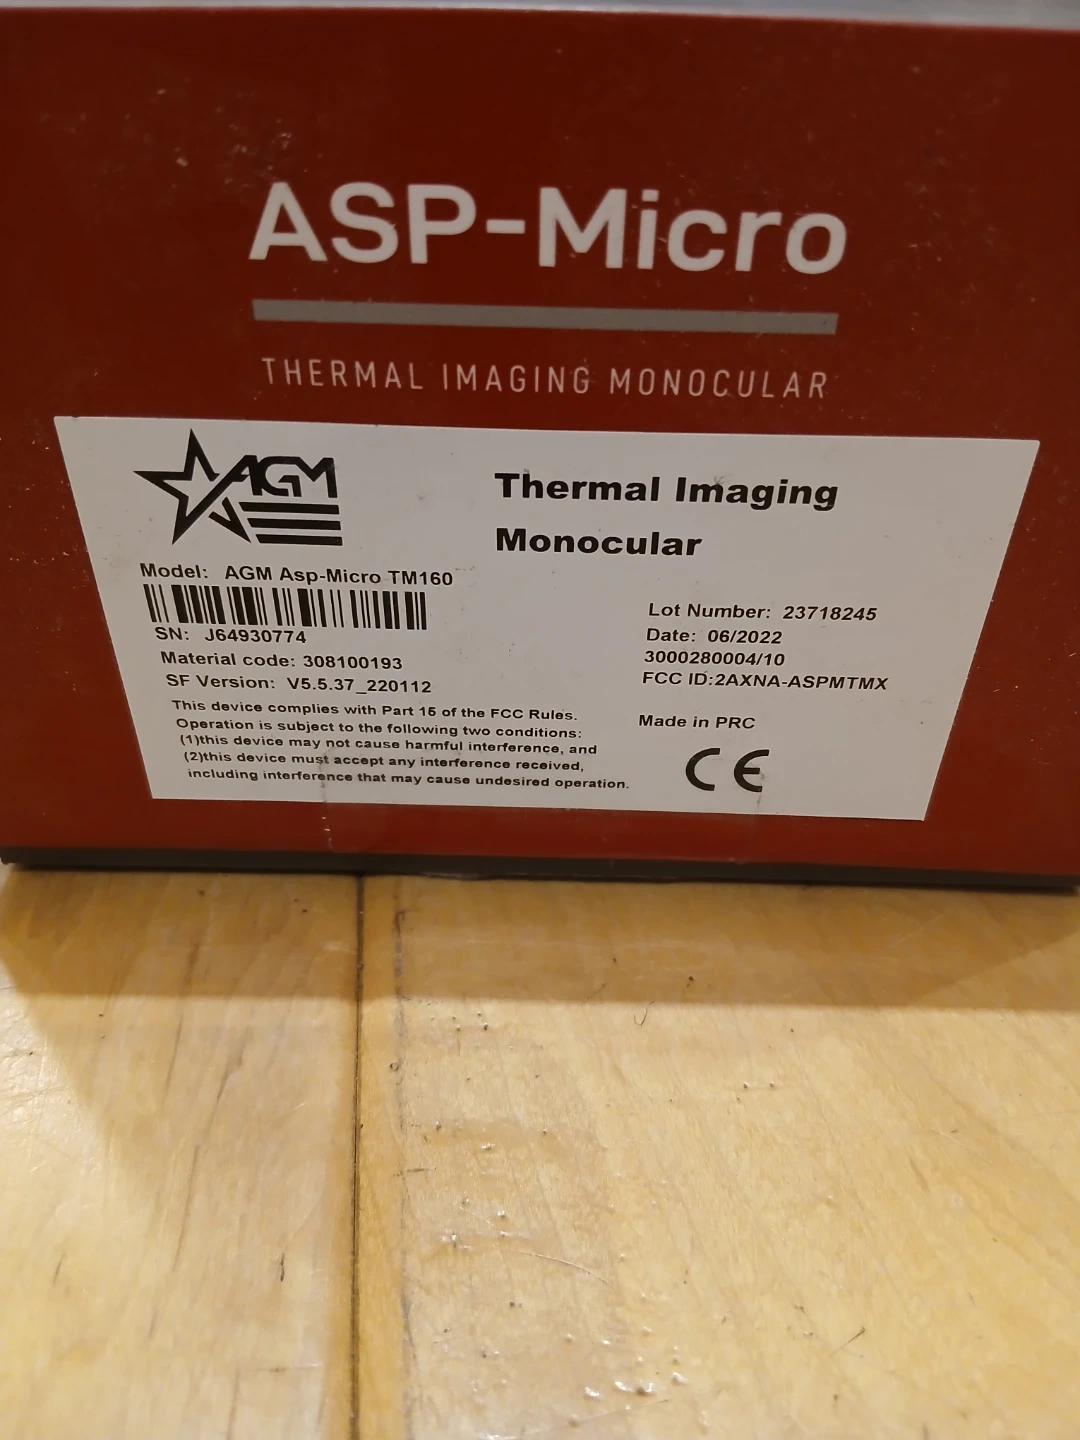 ASP-Micro
THERMAL IMAGING MONOCULAR
AGM
Thermal Imaging
Monocular
Model: AGM Asp-Micro TM160
SN: J64930774
Material code: 308100193
SF Version: V5.5.37_220112
This device complies with Part 15 of the FCC Rules.
Operation is subject to the following two conditions:
(1)this device may not cause harmful interference, and
(2)this device must accept any interference received,
including interference that may cause undesired operation.
Lot Number: 23718245
Date: 06/2022
3000280004/10
FCC ID:2AXNA-ASPMTMX
Made in PRC
CE